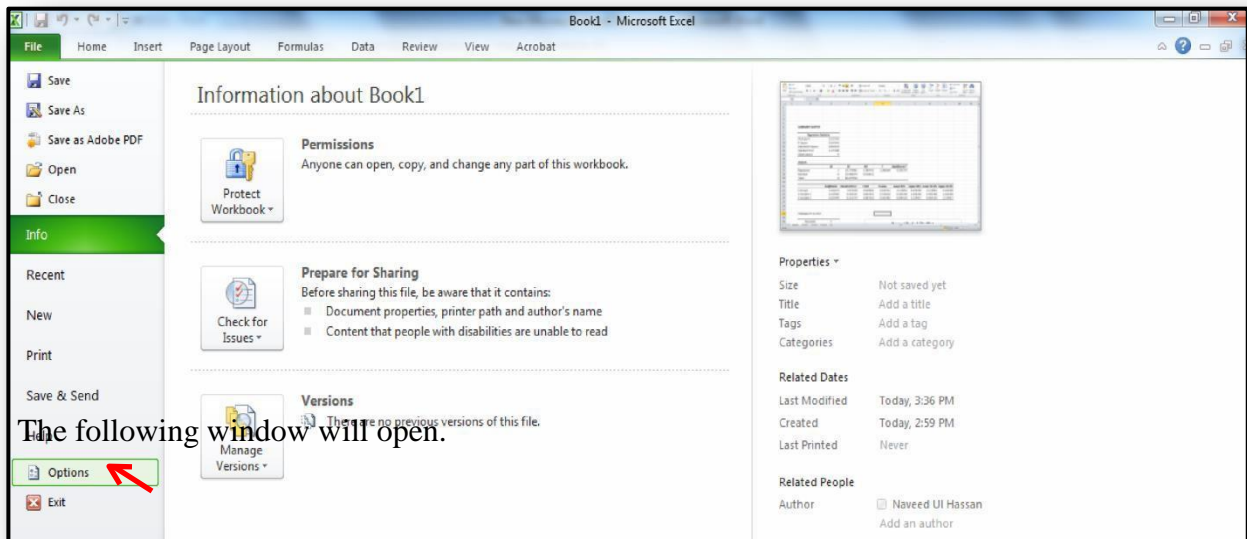 Book1 - Microsoft Excel
File Home Insert Page Layout Formulas Data Review View Acrobat
Save
Save As
Save as Adobe PDF
Open
Close
Info
Recent
New
Print
Save & Send
Help
Options
Exit
The following window will open.
Information about Book1
Protect
Workbook
Permissions
Anyone can open, copy, and change any part of this workbook.
Check for
Issues
Prepare for Sharing
Before sharing this file, be aware that it contains:
Document properties, printer path and author's name
Content that people with disabilities are unable to read
Manage
Versions
Versions
There are no previous versions of this file.
Properties
Size Not saved yet
Title Add a title
Tags Add a tag
Categories Add a category
Related Dates
Last Modified Today, 3:36 PM
Created Today, 2:59 PM
Last Printed Never
Related People
Author Naveed Ul Hassan
Add an author